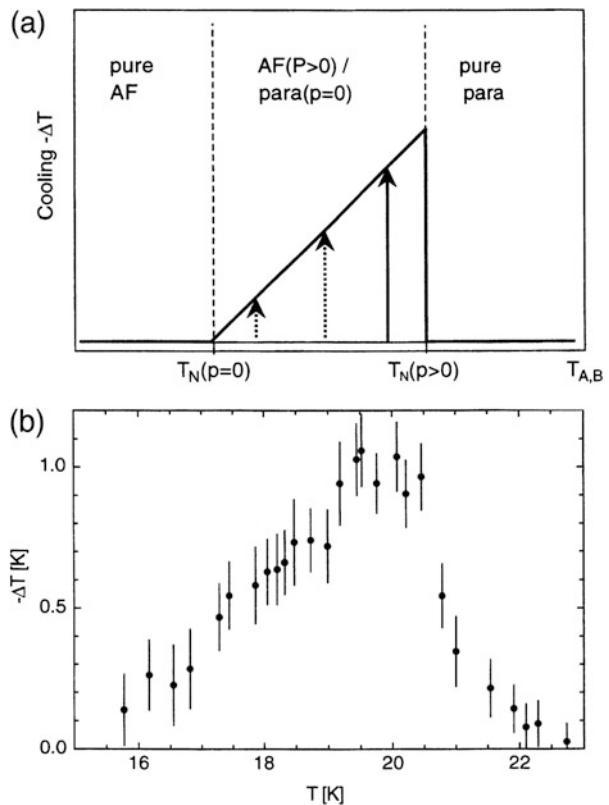 (a)
pure
AF
AF(P>0) /
para(p=0)
pure
para
Cooling -ΔT
T_N(p=0)
T_N(p>0)
T_A,B
(b)
1.0
0.5
0.0
-ΔT [K]
16
18
20
22
T [K]